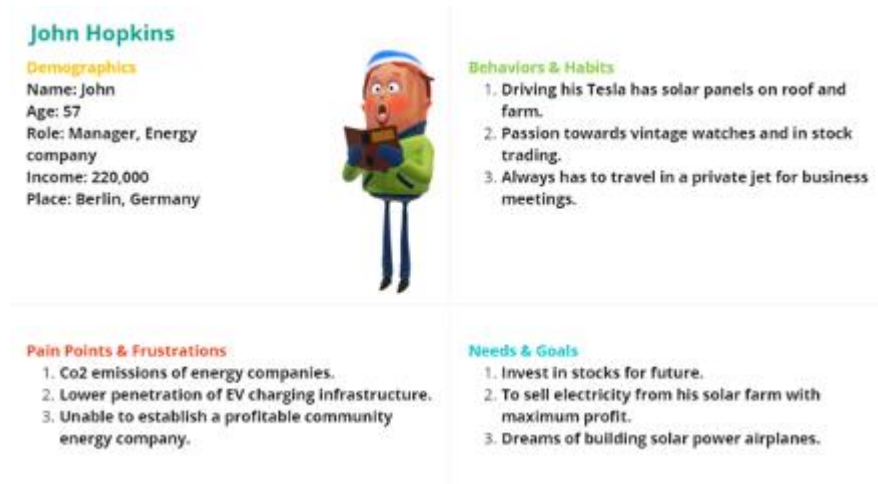 John Hopkins
Demographics
Name: John
Age: 57
Role: Manager, Energy
company
Income: 220,000
Place: Berlin, Germany
Behaviors & Habits
1. Driving his Tesla has solar panels on roof and
farm.
2. Passion towards vintage watches and in stock
trading.
3. Always has to travel in a private jet for business
meetings.
Pain Points & Frustrations
1. Co2 emissions of energy companies.
2. Lower penetration of EV charging infrastructure.
3. Unable to establish a profitable community
energy company.
Needs & Goals
1. Invest in stocks for future.
2. To sell electricity from his solar farm with
maximum profit.
3. Dreams of building solar power airplanes.